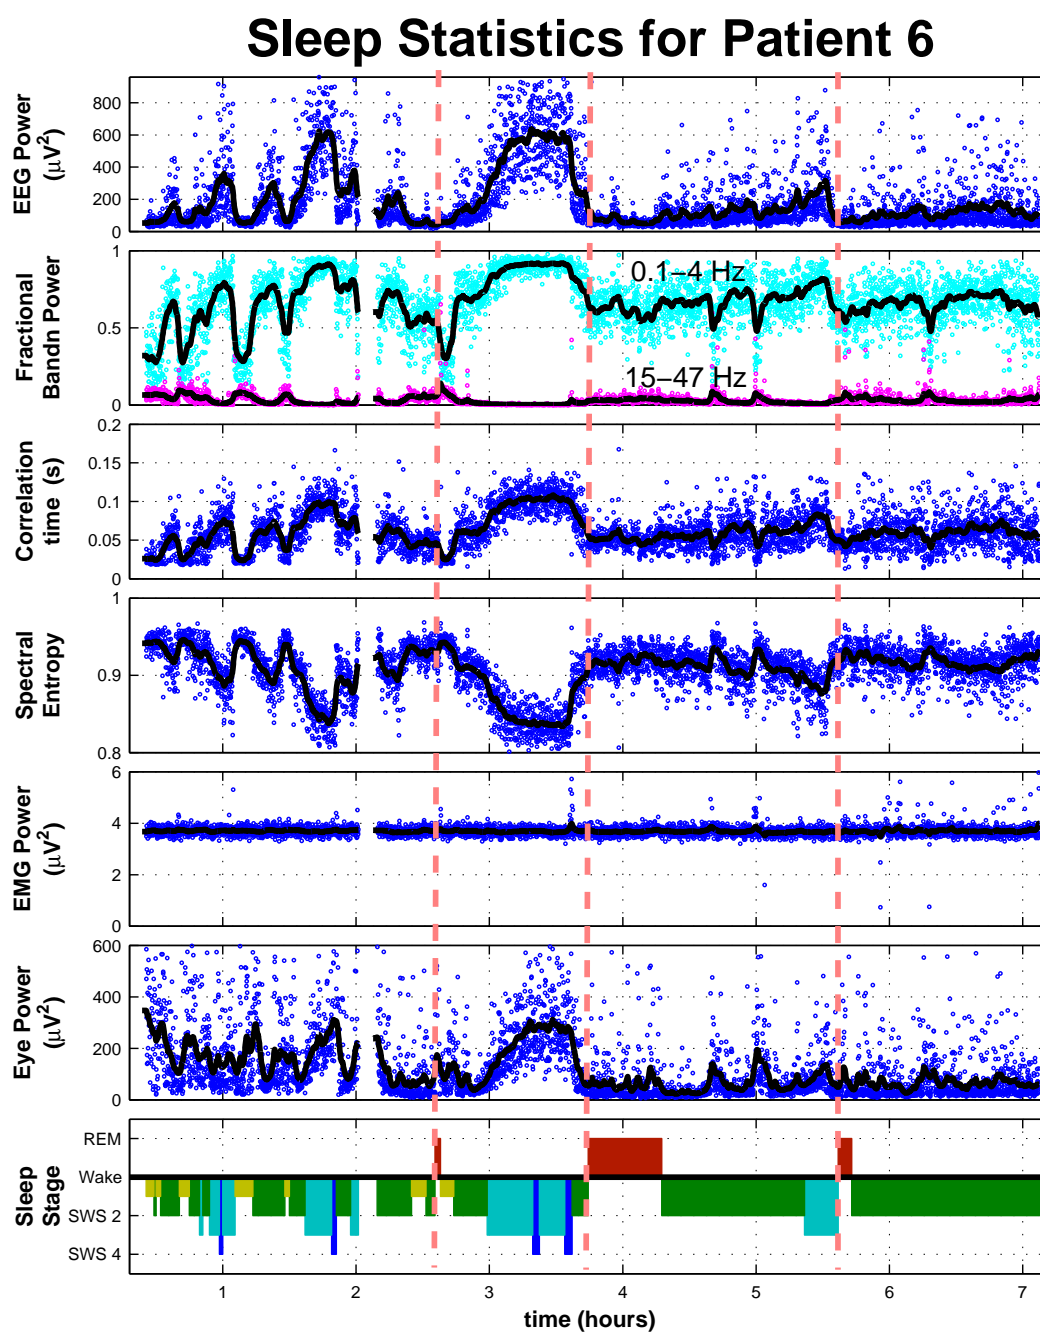 Sleep Statistics for Patient 6
EEG Power
(μV²)
800
600
400
200
0
Fractional
Bandn Power
1
0.5
0
0.1–4 Hz
15–47 Hz
Correlation
time (s)
0.2
0.15
0.1
0.05
0
Spectral
Entropy
1
0.9
0.8
EMG Power
(μV²)
6
4
2
0
Eye Power
(μV²)
600
400
200
0
Sleep
Stage
REM
Wake
SWS 2
SWS 4
1 2 3 4 5 6 7
time (hours)